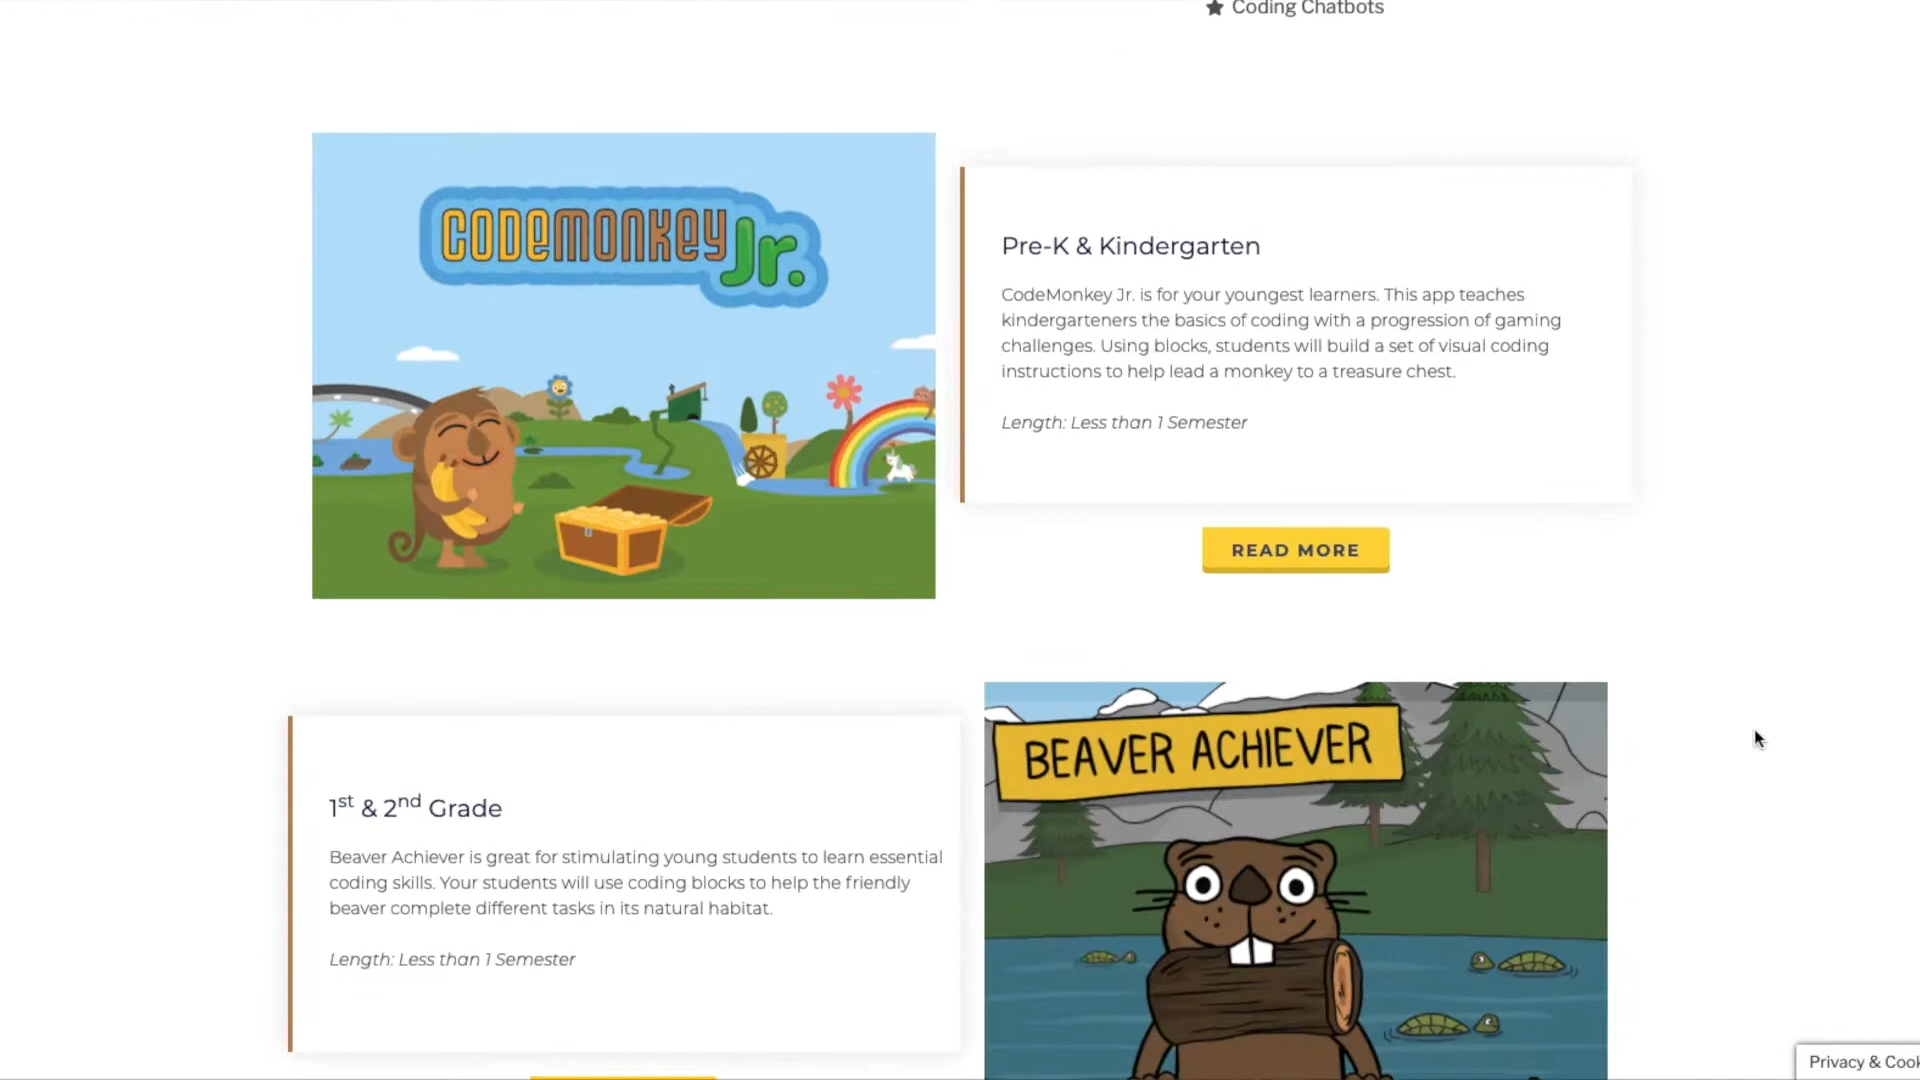 Coding Chatbots
CODEMONKEY Jr.
Pre-K & Kindergarten
CodeMonkey Jr. is for your youngest learners. This app teaches
kindergarteners the basics of coding with a progression of gaming
challenges. Using blocks, students will build a set of visual coding
instructions to help lead a monkey to a treasure chest.
Length: Less than 1 Semester
READ MORE
BEAVER ACHIEVER
1st & 2nd Grade
Beaver Achiever is great for stimulating young students to learn essential
coding skills. Your students will use coding blocks to help the friendly
beaver complete different tasks in its natural habitat.
Length: Less than 1 Semester
Privacy & Cook